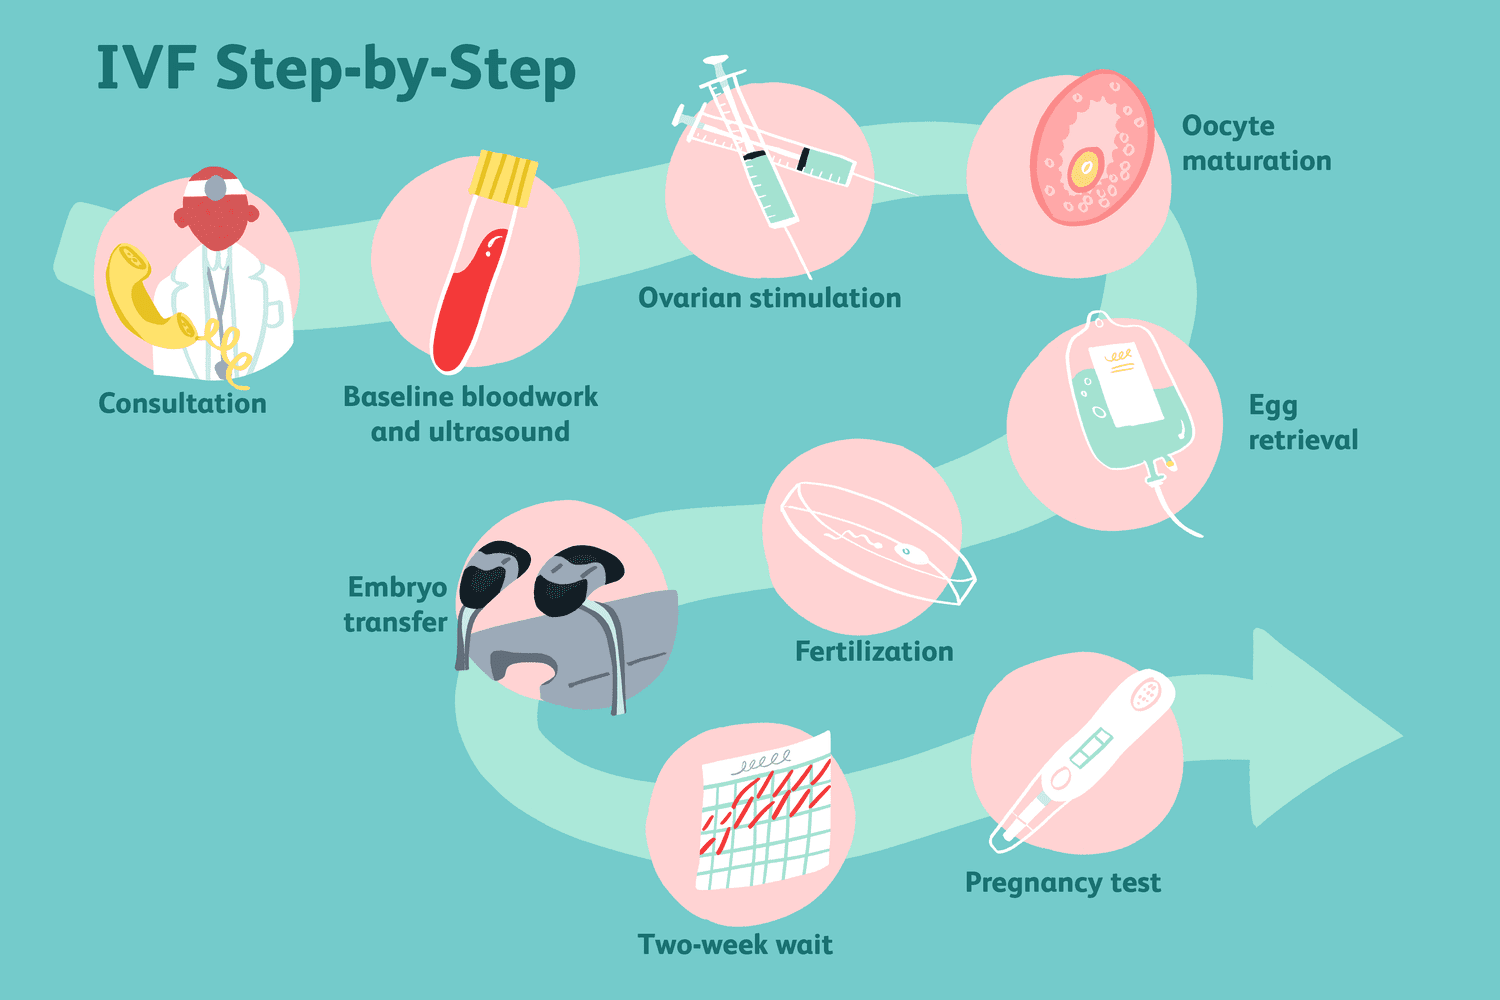 IVF Step-by-Step
Consultation
Baseline bloodwork
and ultrasound
Ovarian stimulation
Oocyte
maturation
Egg
retrieval
Fertilization
Embryo
transfer
Two-week wait
Pregnancy test